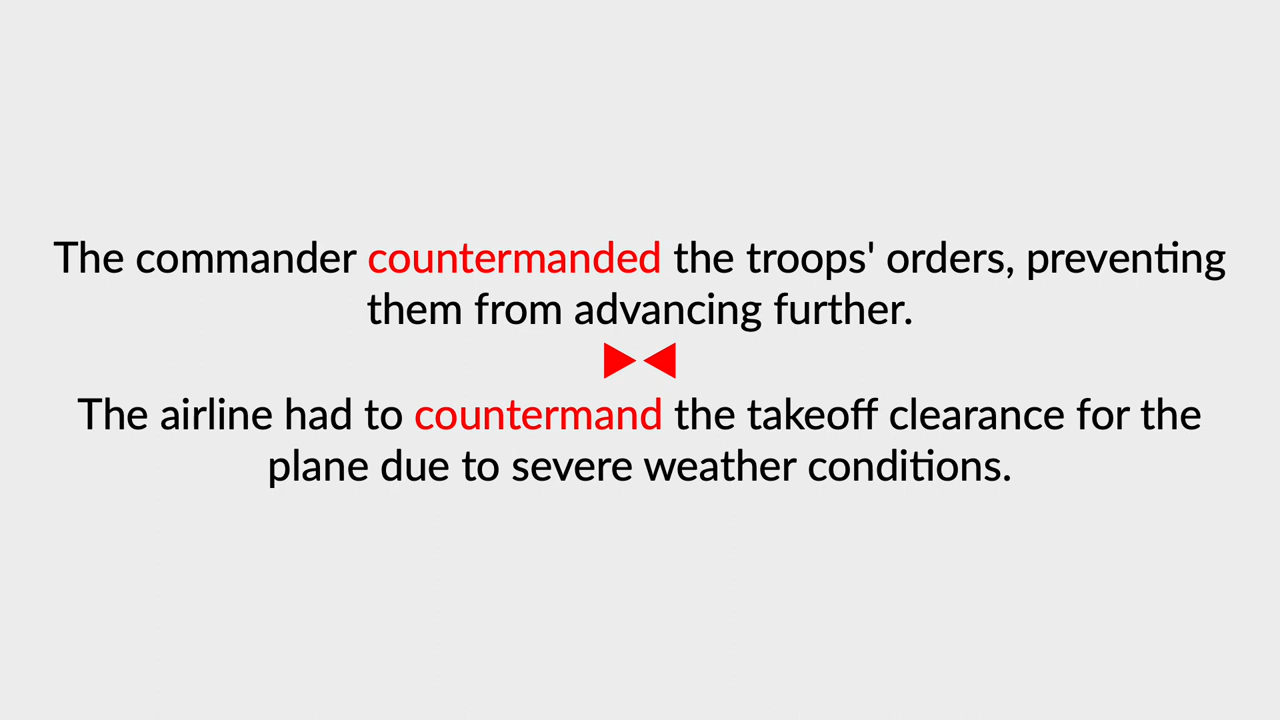 The commander countermanded the troops' orders, preventing
them from advancing further.
The airline had to countermand the takeoff clearance for the
plane due to severe weather conditions.